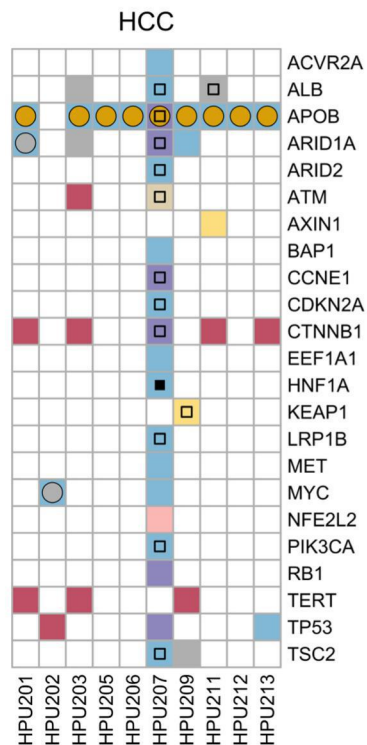 HCC
ACVR2A
ALB
APOB
ARID1A
ARID2
ATM
AXIN1
BAP1
CCNE1
CDKN2A
CTNNB1
EEF1A1
HNF1A
KEAP1
LRP1B
MET
MYC
NFE2L2
PIK3CA
RB1
TERT
TP53
TSC2
HPU201
HPU202
HPU203
HPU205
HPU206
HPU207
HPU209
HPU211
HPU212
HPU213